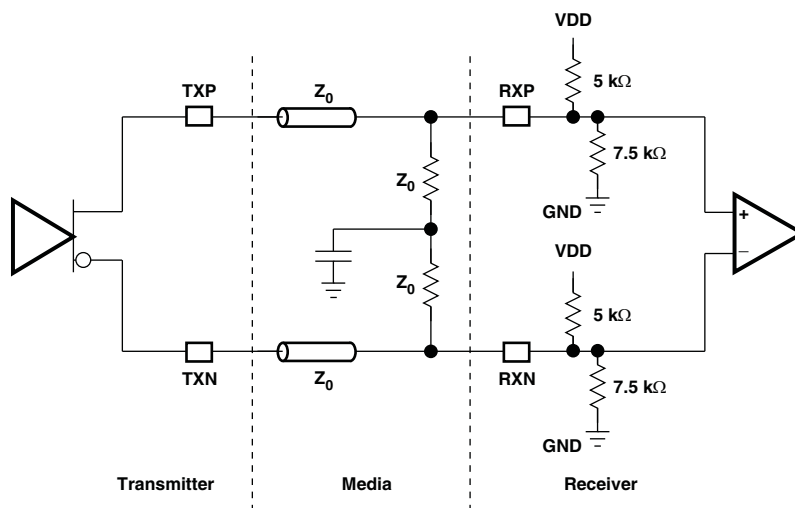 VDD
TXP
Z0
RXP
5 kΩ
7.5 kΩ
Z0
GND
+
VDD
−
Z0
5 kΩ
TXN
Z0
RXN
7.5 kΩ
GND
Transmitter
Media
Receiver